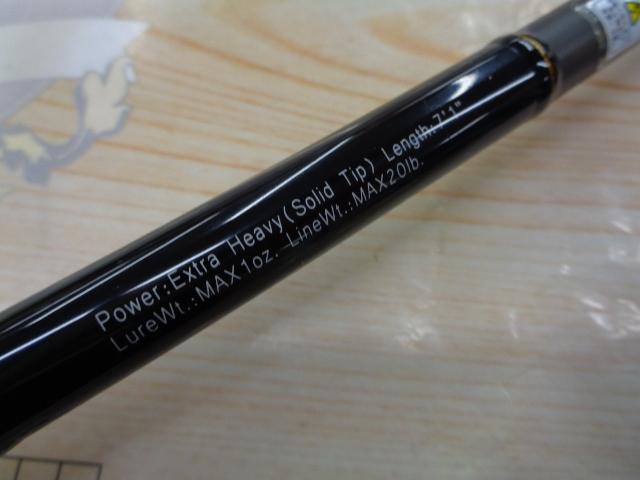 Power:Extra Heavy(Solid Tip) Length:7'1"
LureWt.:MAX1oz. LineWt.:MAX20lb.